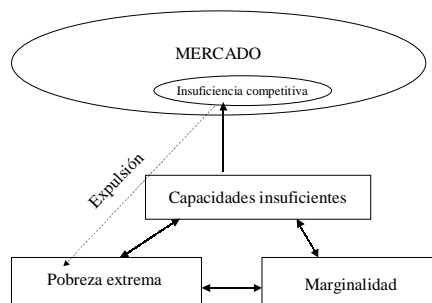 MERCADO
Insuficiencia competitiva
Expulsión
Capacidades insuficientes
Pobreza extrema
Marginalidad